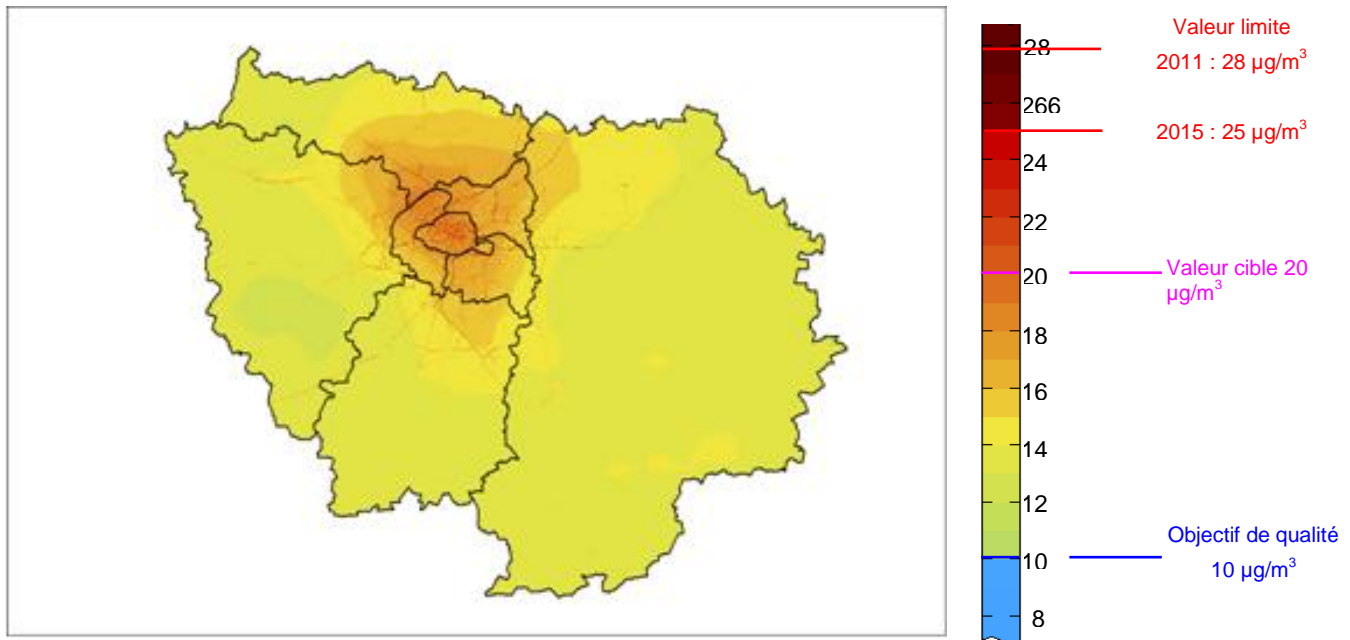 Valeur limite
2011 : 28 µg/m³
2015 : 25 µg/m³
Valeur cible 20
µg/m³
Objectif de qualité
10 µg/m³
28
266
24
22
20
18
16
14
12
10
8